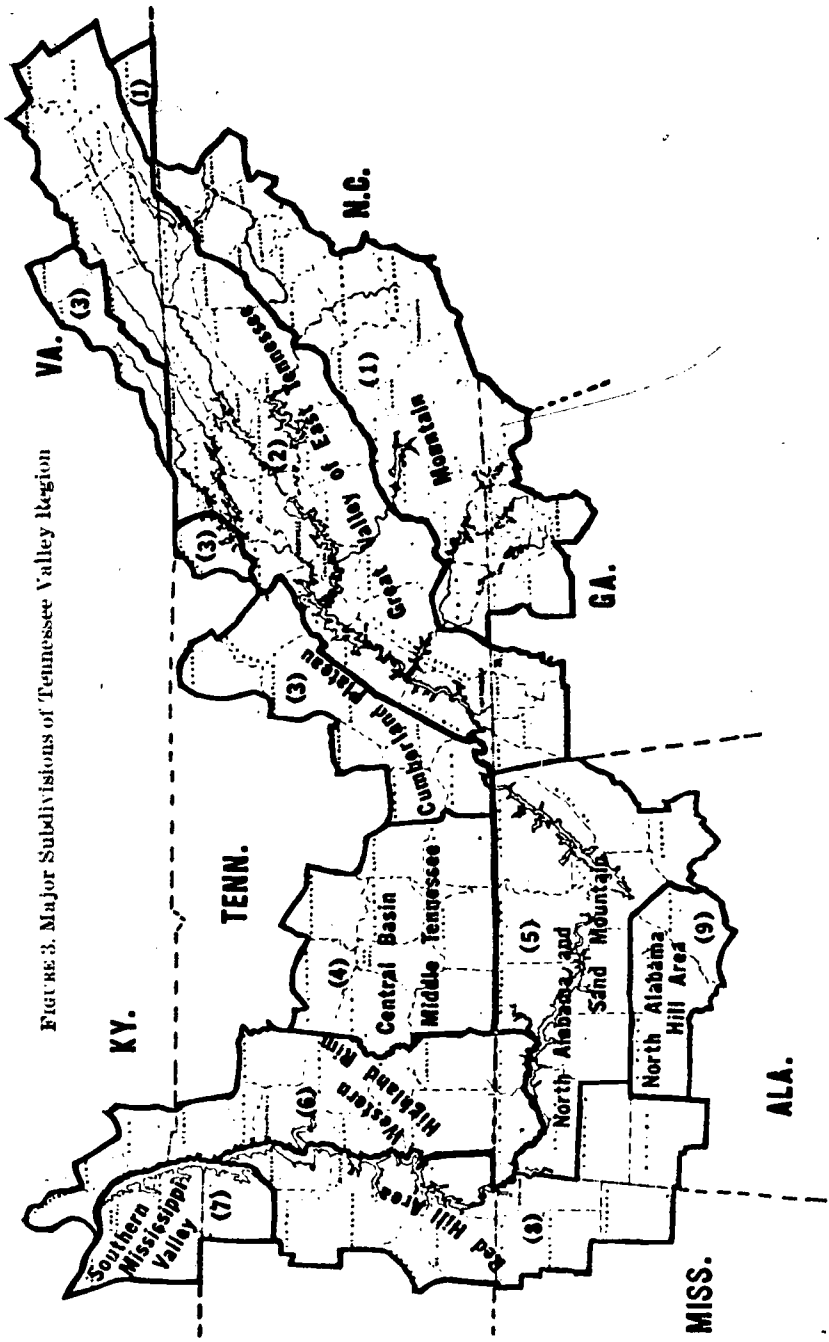 FIGURE 3. Major Subdivisions of Tennessee Valley Region
VA.
KY.
TENN.
N.C.
GA.
ALA.
MISS.
(1)
(3)
(3)
(2)
Great Valley of East Tennessee
(1)
Mountain
(3)
Cumberland Plateau
(4)
Central Basin
Middle Tennessee
(5)
North Alabama and
Sand Mountain
(6)
Western
Highland Rim
Southern
Mississippi
Valley
(7)
Red Hill Area
(8)
North Alabama
Hill Area
(9)